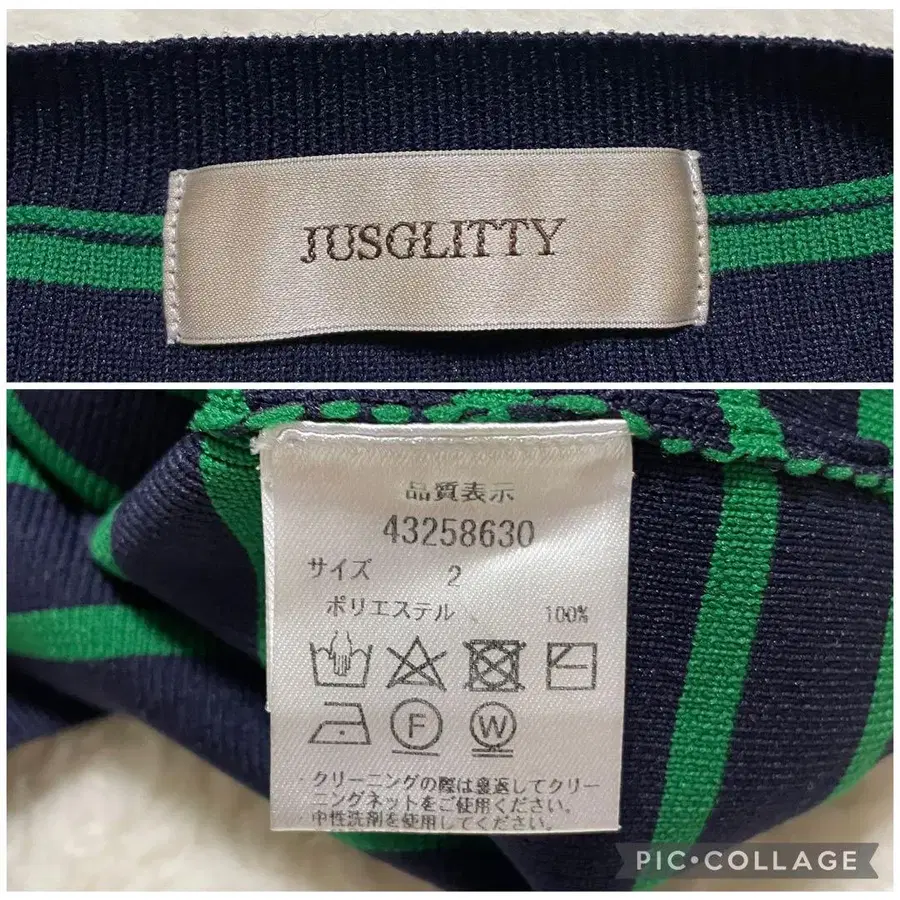 JUSGLITTY
品質表示
43258630
サイズ 2
ポリエステル 100%
F W
クリーニングの際は裏返してクリー
ニングネットをご使用ください。
中性洗剤を使用してください。
PIC•COLLAGE